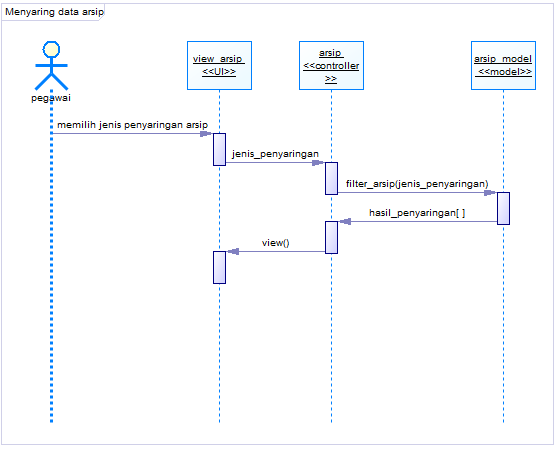 Menyaring data arsip
view_arsip
<<UI>>
arsip
<<controller
>>
arsip_model
<<model>>
pegawai
memilih jenis penyaringan arsip
jenis_penyaringan
filter_arsip(jenis_penyaringan)
hasil_penyaringan[ ]
view()